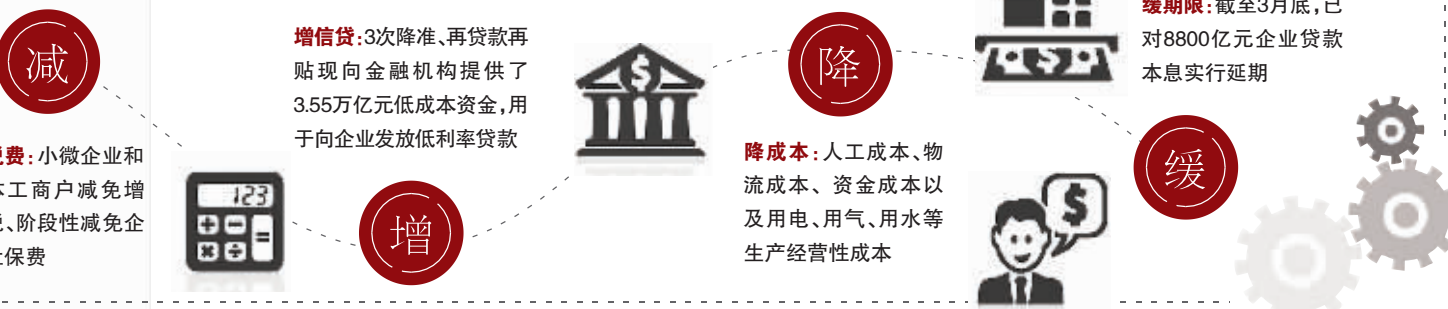 减
税费：小微企业和
工商户减免增
、阶段性减免企
保费
增信贷：3次降准、再贷款再
贴现向金融机构提供了
3.55万亿元低成本资金，用
于向企业发放低利率贷款
123
增
降
降成本：人工成本、物
流成本、资金成本以
及用电、用气、用水等
生产经营性成本
缓期限：截至3月底，已
对8800亿元企业贷款
本息实行延期
缓